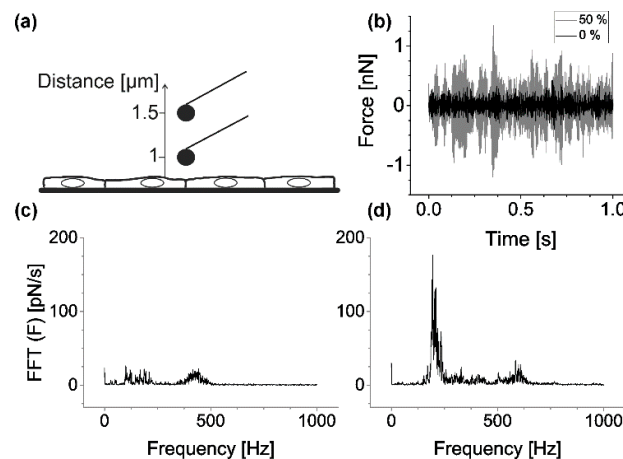 (a)
Distance [µm]
1.5
1
(b)
50 %
0 %
Force [nN]
1
0
-1
0.0
0.5
1.0
Time [s]
(c)
FFT (F) [pN/s]
200
100
0
0
500
1000
Frequency [Hz]
(d)
200
100
0
0
500
1000
Frequency [Hz]